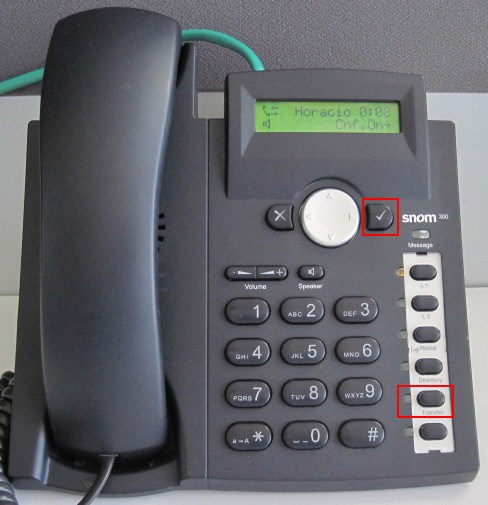 Horacio 0:08
Cnf.On→
snom 300
Message
- +
Volume
Speaker
L1
L2
Redial
Directory
Transfer
1
ABC 2
DEF 3
GHI 4
JKL 5
MNO 6
PQRS 7
TUV 8
WXYZ 9
a→A *
0
#